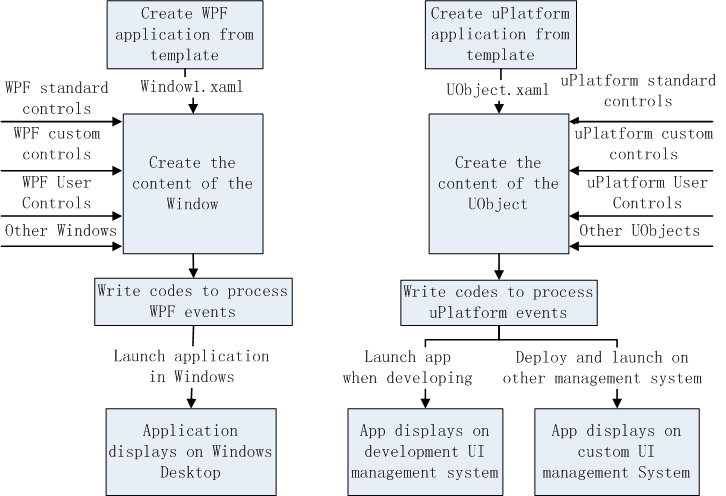 Create WPF
application from
template
Window1.xaml
WPF standard
controls
WPF custom
controls
WPF User
Controls
Other Windows
Create the
content of the
Window
Write codes to process
WPF events
Launch application
in Windows
Application
displays on Windows
Desktop
Create uPlatform
application from
template
UObject.xaml
uPlatform standard
controls
uPlatform custom
controls
uPlatform User
Controls
Other UObjects
Create the
content of the
UObject
Write codes to process
uPlatform events
Launch app
when developing
Deploy and launch on
other management system
App displays on
development UI
management system
App displays on
custom UI
management System